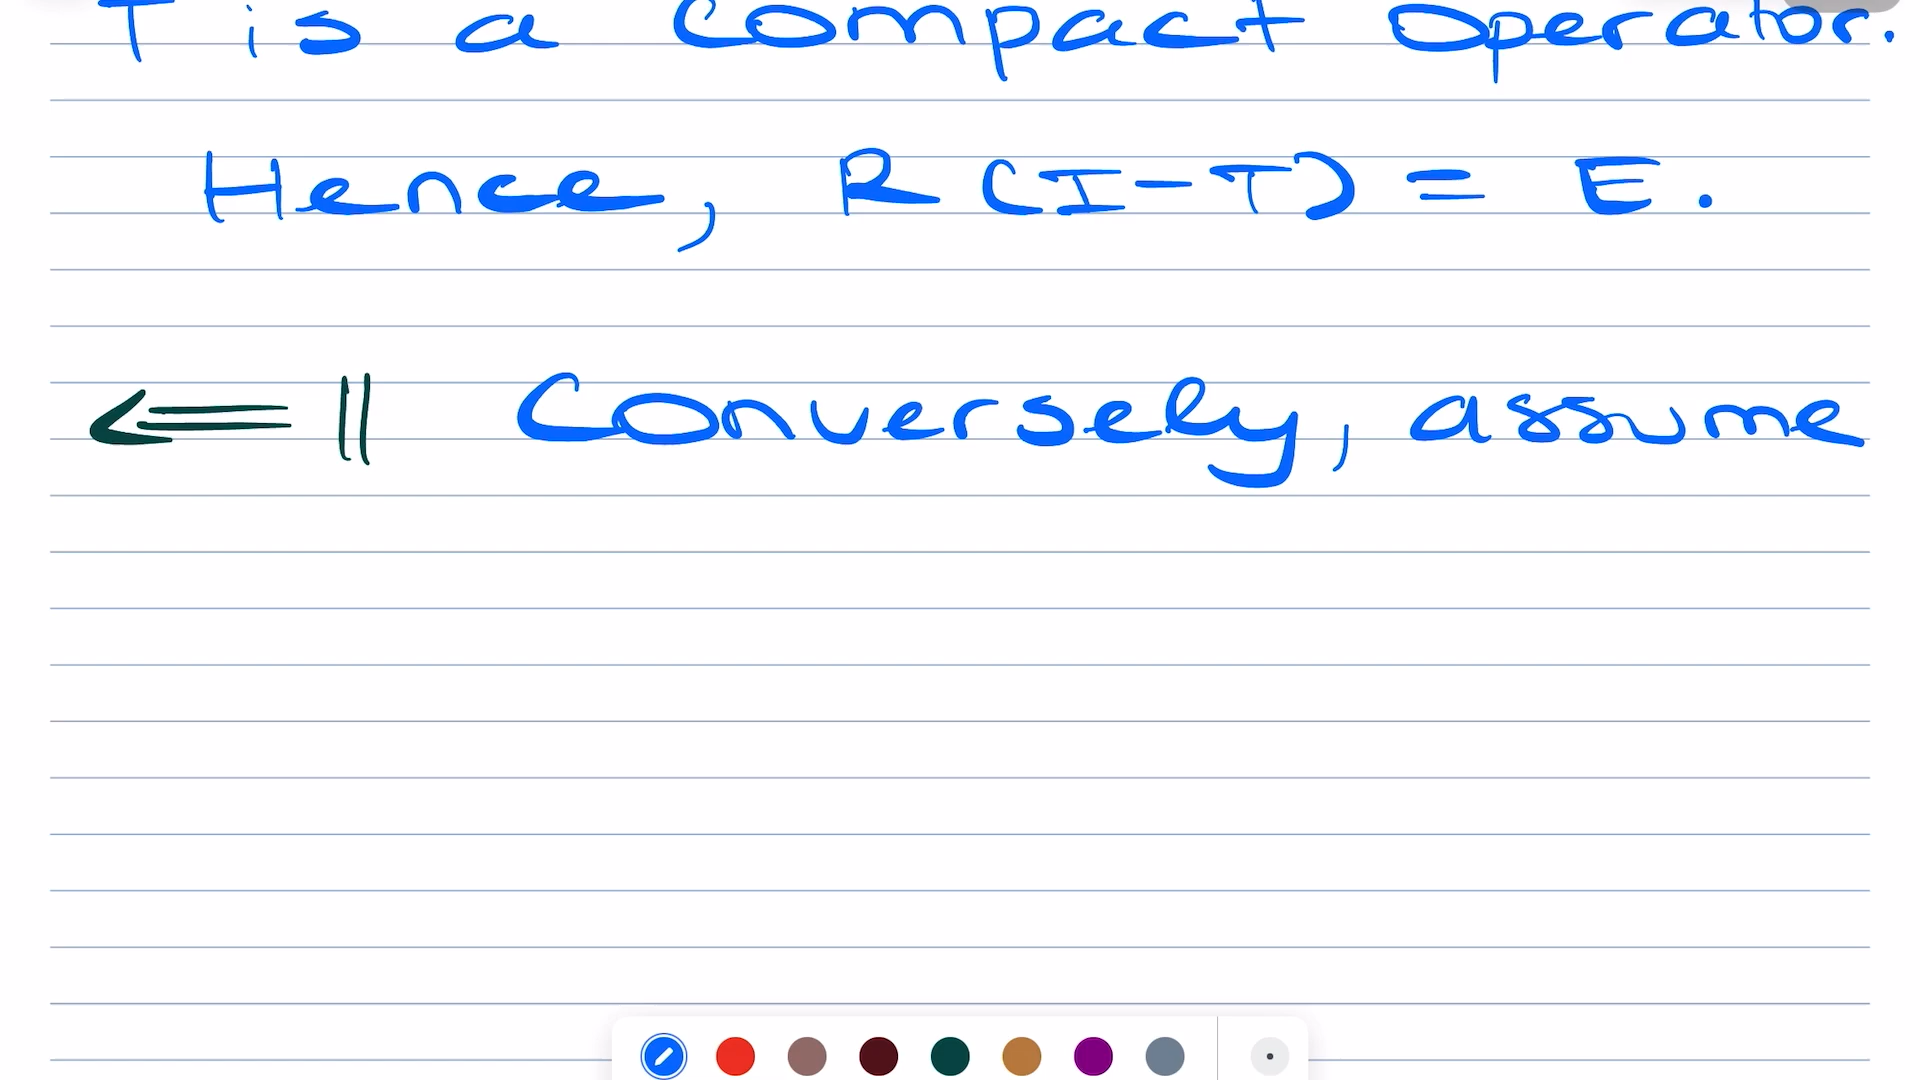 T is a compact operator.
Hence, R(I-T) = E.
<= || Conversely, assume